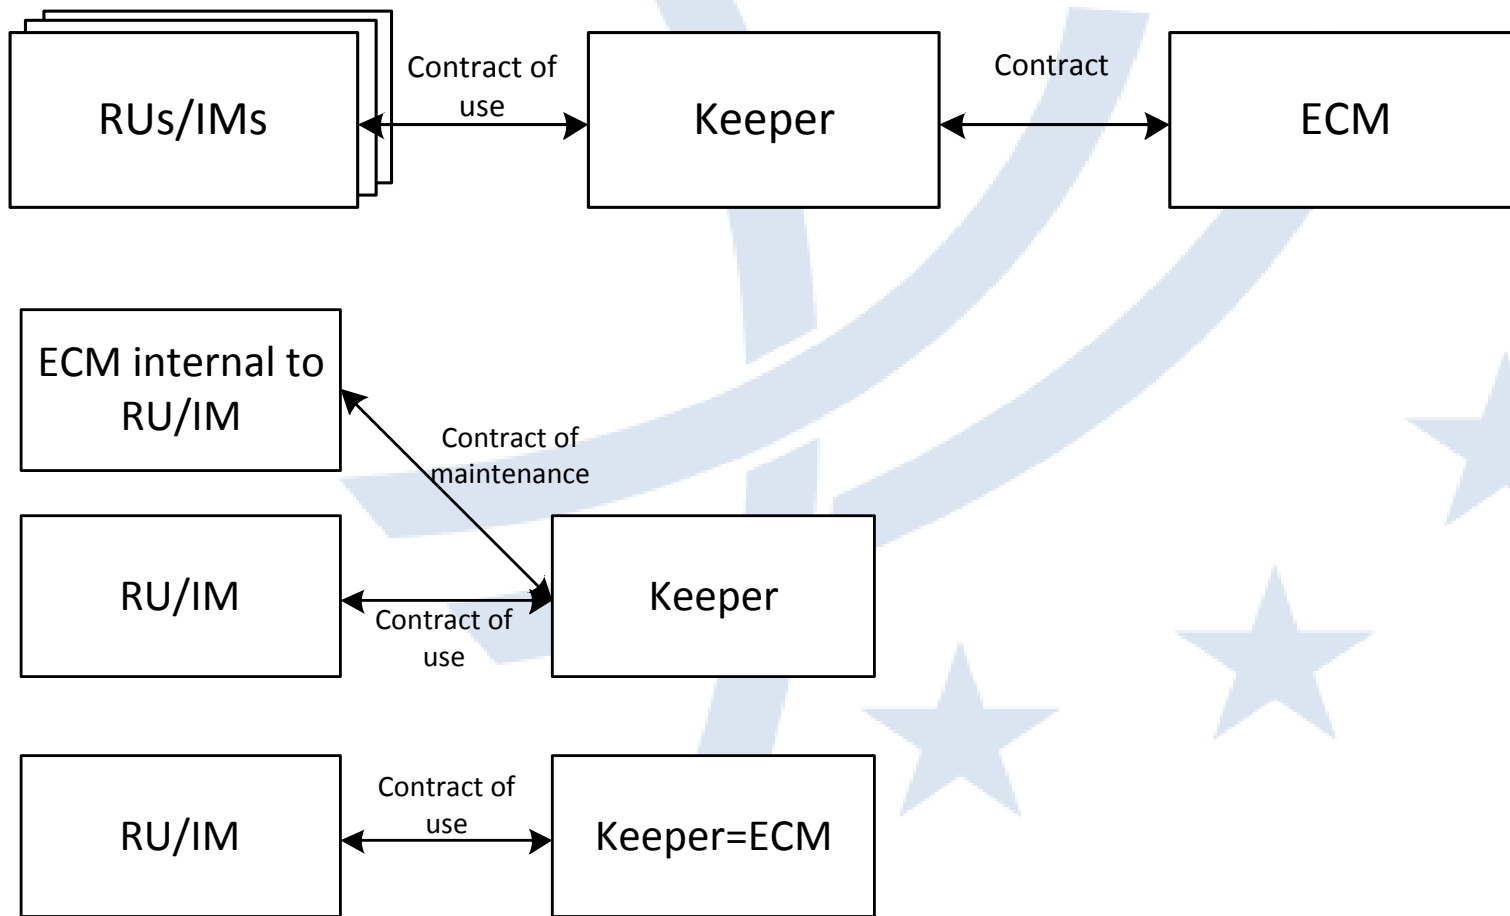 RUs/IMs
Contract of
use
Keeper
Contract
ECM
ECM internal to
RU/IM
Contract of
maintenance
RU/IM
Contract of
use
Keeper
RU/IM
Contract of
use
Keeper=ECM